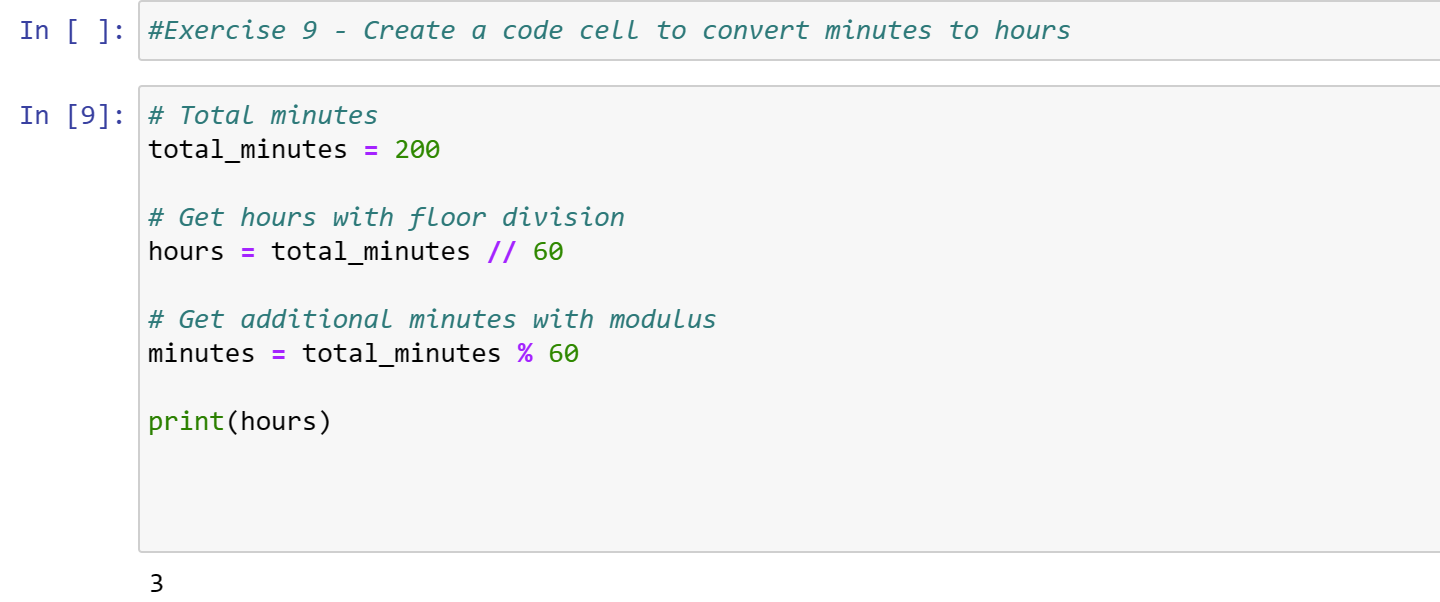 In [ ]: #Exercise 9 - Create a code cell to convert minutes to hours
In [9]: # Total minutes
total_minutes = 200
# Get hours with floor division
hours = total_minutes // 60
# Get additional minutes with modulus
minutes = total_minutes % 60
print(hours)
3